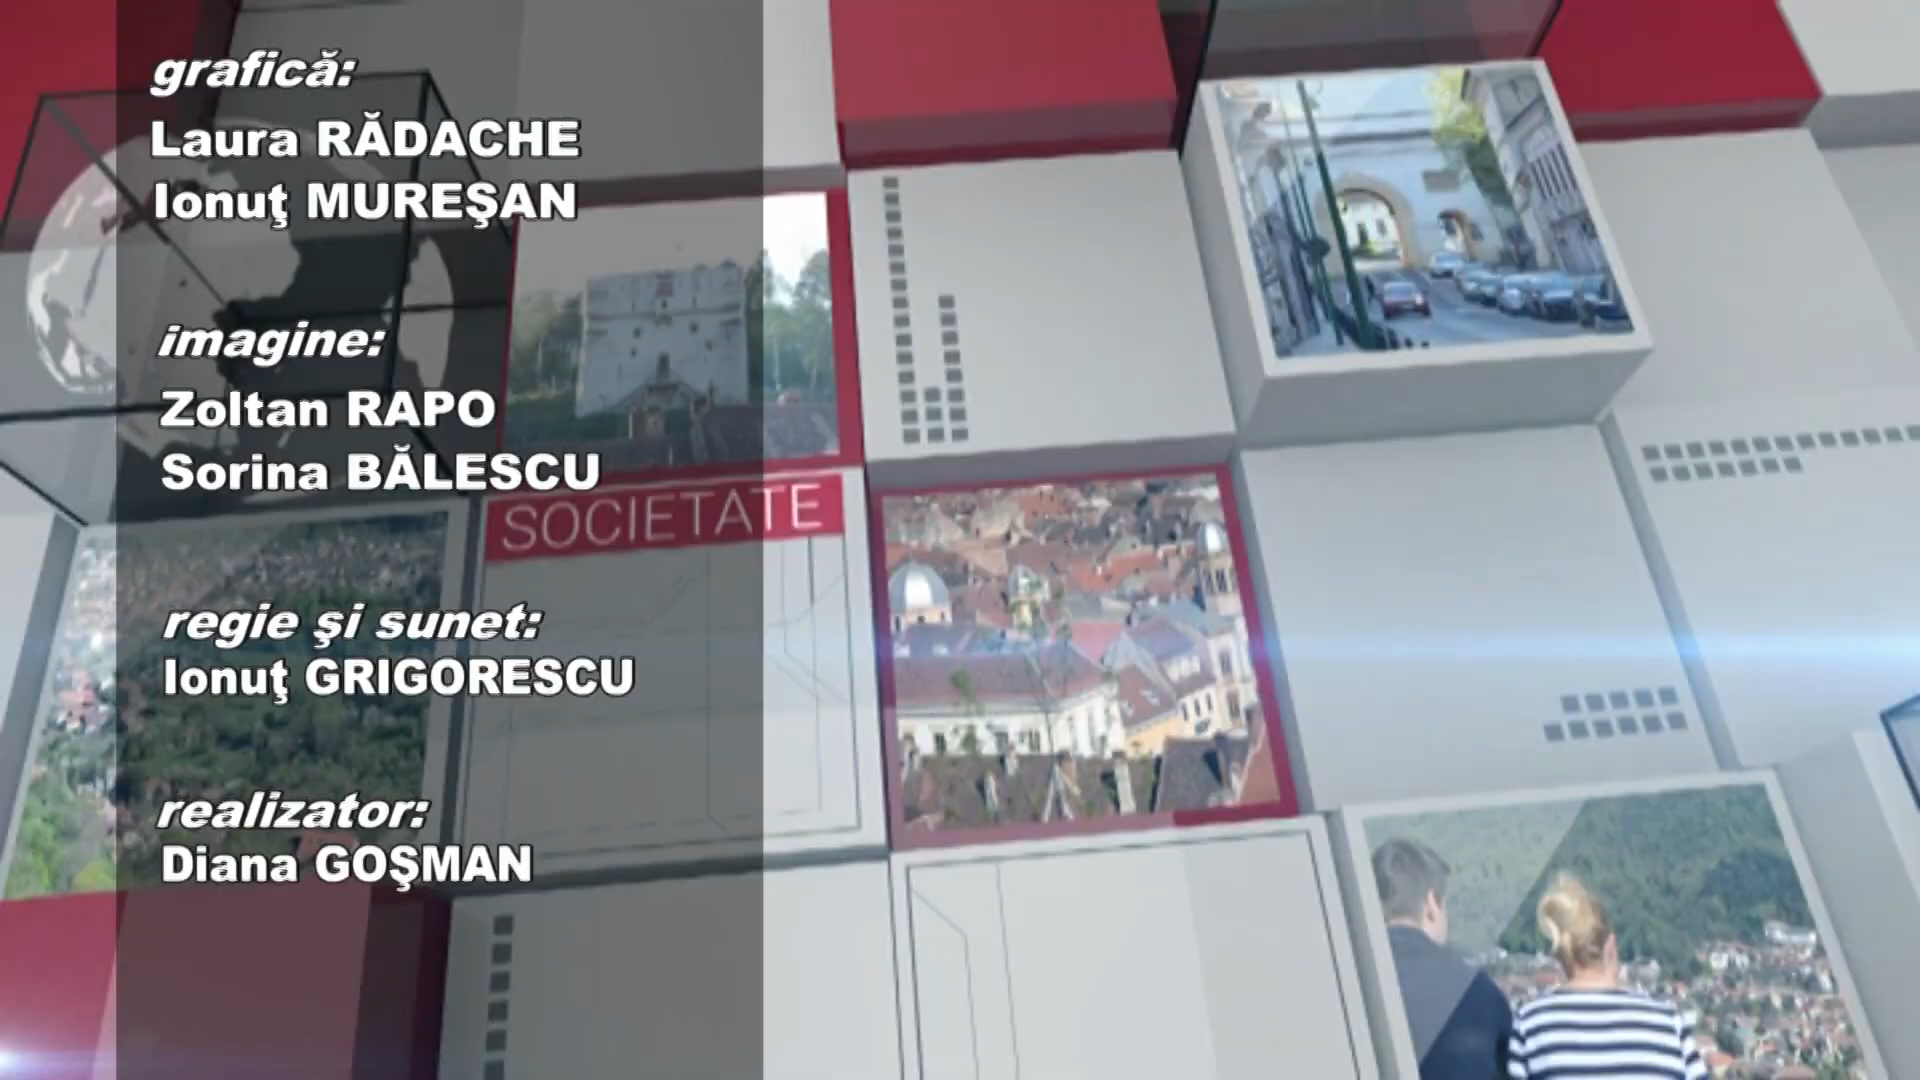 grafică:
Laura RĂDACHE
Ionuţ MUREŞAN
imagine:
Zoltan RAPO
Sorina BĂLESCU
SOCIETATE
regie şi sunet:
Ionuţ GRIGORESCU
realizator:
Diana GOŞMAN